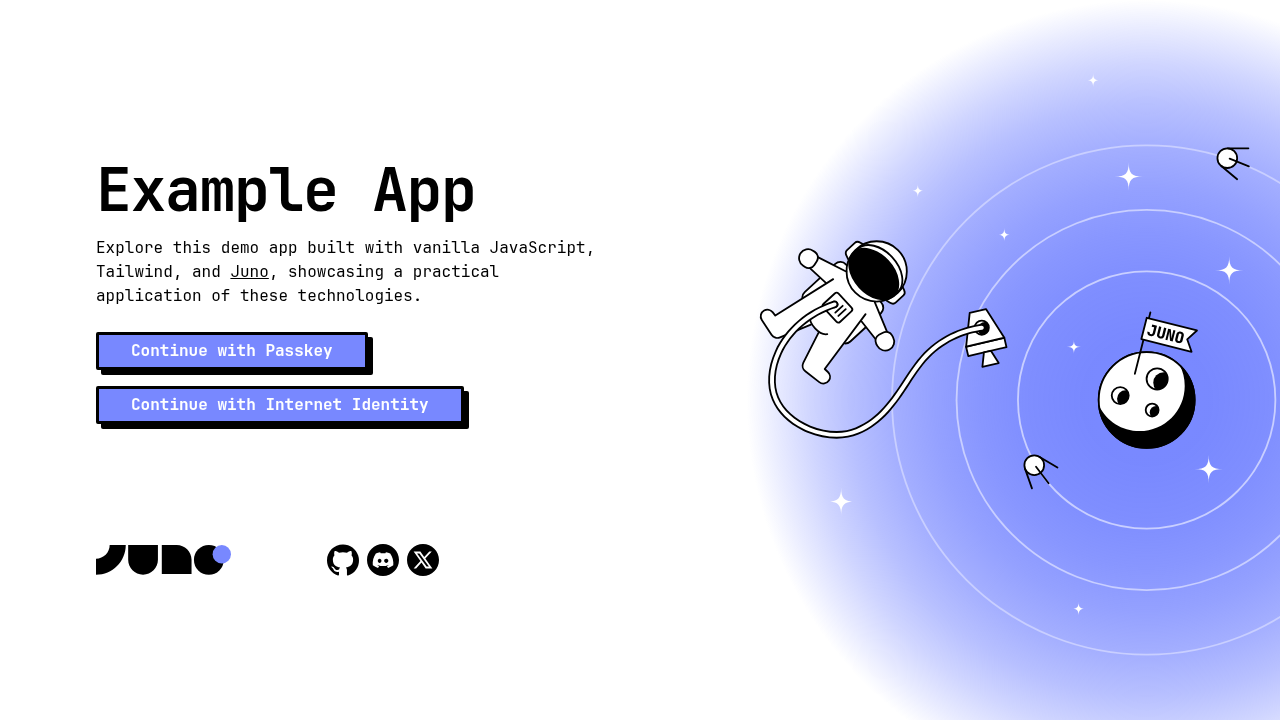 Example App
Explore this demo app built with vanilla JavaScript,
Tailwind, and Juno, showcasing a practical
application of these technologies.
Continue with Passkey
Continue with Internet Identity
JUNO
JUNO